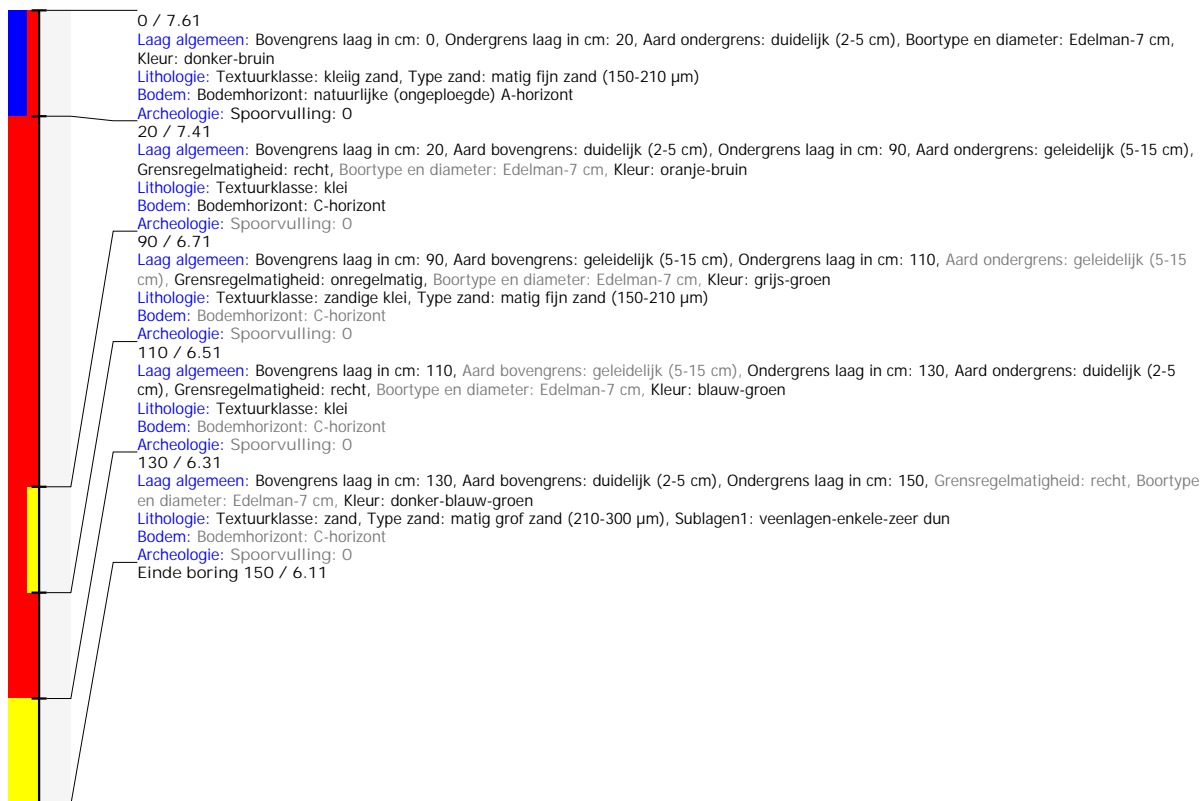 0 / 7.61
Laag algemeen: Bovengrens laag in cm: 0, Ondergrens laag in cm: 20, Aard ondergrens: duidelijk (2-5 cm), Boortype en diameter: Edelman-7 cm,
Kleur: donker-bruin
Lithologie: Textuurklasse: kleiig zand, Type zand: matig fijn zand (150-210 µm)
Bodem: Bodemhorizont: natuurlijke (ongeploegde) A-horizont
Archeologie: Spoorvulling: 0
20 / 7.41
Laag algemeen: Bovengrens laag in cm: 20, Aard bovengrens: duidelijk (2-5 cm), Ondergrens laag in cm: 90, Aard ondergrens: geleidelijk (5-15 cm),
Grensregelmatigheid: recht, Boortype en diameter: Edelman-7 cm, Kleur: oranje-bruin
Lithologie: Textuurklasse: klei
Bodem: Bodemhorizont: C-horizont
Archeologie: Spoorvulling: 0
90 / 6.71
Laag algemeen: Bovengrens laag in cm: 90, Aard bovengrens: geleidelijk (5-15 cm), Ondergrens laag in cm: 110, Aard ondergrens: geleidelijk (5-15
cm), Grensregelmatigheid: onregelmatig, Boortype en diameter: Edelman-7 cm, Kleur: grijs-groen
Lithologie: Textuurklasse: zandige klei, Type zand: matig fijn zand (150-210 µm)
Bodem: Bodemhorizont: C-horizont
Archeologie: Spoorvulling: 0
110 / 6.51
Laag algemeen: Bovengrens laag in cm: 110, Aard bovengrens: geleidelijk (5-15 cm), Ondergrens laag in cm: 130, Aard ondergrens: duidelijk (2-5
cm), Grensregelmatigheid: recht, Boortype en diameter: Edelman-7 cm, Kleur: blauw-groen
Lithologie: Textuurklasse: klei
Bodem: Bodemhorizont: C-horizont
Archeologie: Spoorvulling: 0
130 / 6.31
Laag algemeen: Bovengrens laag in cm: 130, Aard bovengrens: duidelijk (2-5 cm), Ondergrens laag in cm: 150, Grensregelmatigheid: recht, Boortype
en diameter: Edelman-7 cm, Kleur: donker-blauw-groen
Lithologie: Textuurklasse: zand, Type zand: matig grof zand (210-300 µm), Sublagen1: veenlagen-enkele-zeer dun
Bodem: Bodemhorizont: C-horizont
Archeologie: Spoorvulling: 0
Einde boring 150 / 6.11